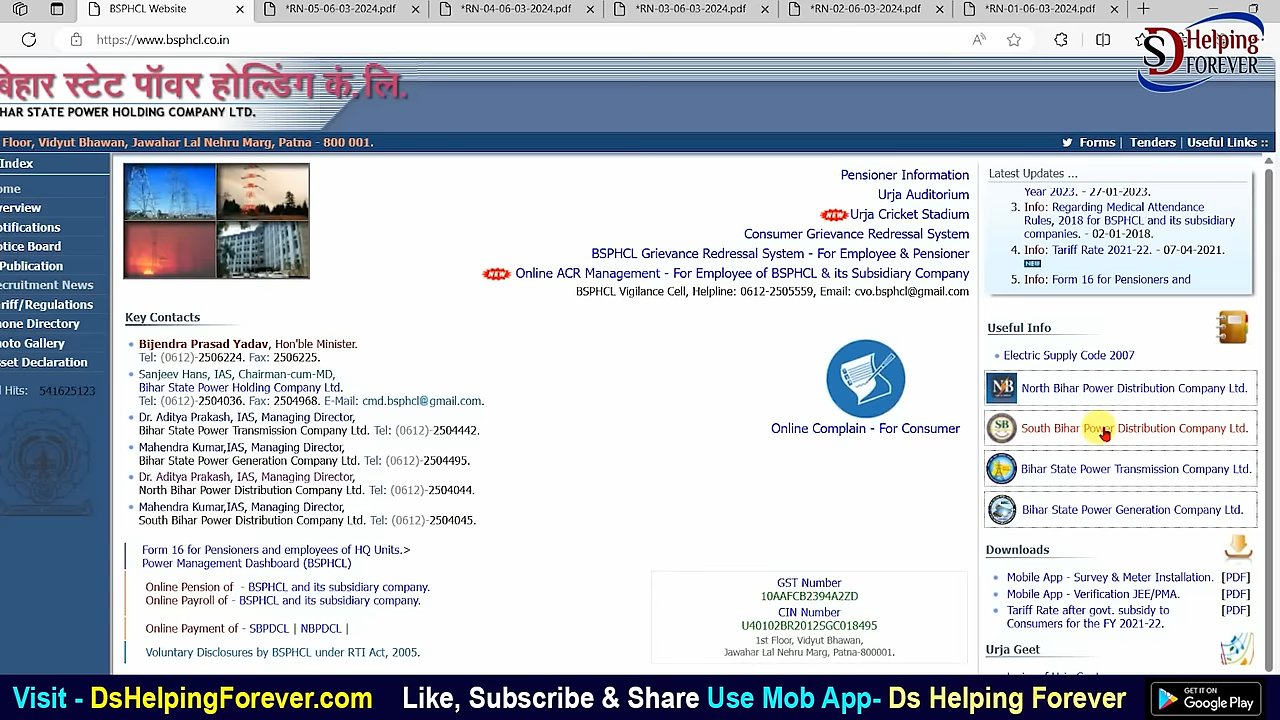 BSPHCL Website
*RN-05-06-03-2024.pdf
*RN-04-06-03-2024.pdf
*RN-03-06-03-2024.pdf
*RN-02-06-03-2024.pdf
*RN-01-06-03-2024.pdf
https://www.bsphcl.co.in
SD Helping
FOREVER
बिहार स्टेट पॉवर होल्डिंग कं.लि.
HAR STATE POWER HOLDING COMPANY LTD.
Floor, Vidyut Bhawan, Jawahar Lal Nehru Marg, Patna - 800 001.
Forms | Tenders | Useful Links ::
Index
ome
verview
otifications
otice Board
Publication
ecruitment News
riff/Regulations
one Directory
oto Gallery
sset Declaration
l Hits: 541625123
Pensioner Information
Urja Auditorium
Urja Cricket Stadium
Consumer Grievance Redressal System
BSPHCL Grievance Redressal System - For Employee & Pensioner
Online ACR Management - For Employee of BSPHCL & its Subsidiary Company
BSPHCL Vigilance Cell, Helpline: 0612-2505559, Email: cvo.bsphcl@gmail.com
Key Contacts
Bijendra Prasad Yadav, Hon'ble Minister.
Tel: (0612)-2506224. Fax: 2506225.
Sanjeev Hans, IAS, Chairman-cum-MD,
Bihar State Power Holding Company Ltd.
Tel: (0612)-2504036. Fax: 2504968. E-Mail: cmd.bsphcl@gmail.com.
Dr. Aditya Prakash, IAS, Managing Director,
Bihar State Power Transmission Company Ltd. Tel: (0612)-2504442.
Mahendra Kumar,IAS, Managing Director,
Bihar State Power Generation Company Ltd. Tel: (0612)-2504495.
Dr. Aditya Prakash, IAS, Managing Director,
North Bihar Power Distribution Company Ltd. Tel: (0612)-2504044.
Mahendra Kumar,IAS, Managing Director,
South Bihar Power Distribution Company Ltd. Tel: (0612)-2504045.
Online Complain - For Consumer
Form 16 for Pensioners and employees of HQ Units.>
Power Management Dashboard (BSPHCL)
Online Pension of - BSPHCL and its subsidiary company.
Online Payroll of - BSPHCL and its subsidiary company.
Online Payment of - SBPDCL | NBPDCL |
Voluntary Disclosures by BSPHCL under RTI Act, 2005.
GST Number
10AAFCB2394A2ZD
CIN Number
U40102BR2012SGC018495
1st Floor, Vidyut Bhawan,
Jawahar Lal Nehru Marg, Patna-800001.
Latest Updates ...
Year 2023. - 27-01-2023.
3. Info: Regarding Medical Attendance
Rules, 2018 for BSPHCL and its subsidiary
companies. - 02-01-2018.
4. Info: Tariff Rate 2021-22. - 07-04-2021.
NEW
5. Info: Form 16 for Pensioners and
Useful Info
Electric Supply Code 2007
NB North Bihar Power Distribution Company Ltd.
SB South Bihar Power Distribution Company Ltd.
Bihar State Power Transmission Company Ltd.
Bihar State Power Generation Company Ltd.
Downloads
Mobile App - Survey & Meter Installation. [PDF]
Mobile App - Verification JEE/PMA. [PDF]
Tariff Rate after govt. subsidy to [PDF]
Consumers for the FY 2021-22.
Urja Geet
Visit - DsHelpingForever.com Like, Subscribe & Share Use Mob App- Ds Helping Forever
GET IT ON
Google Play